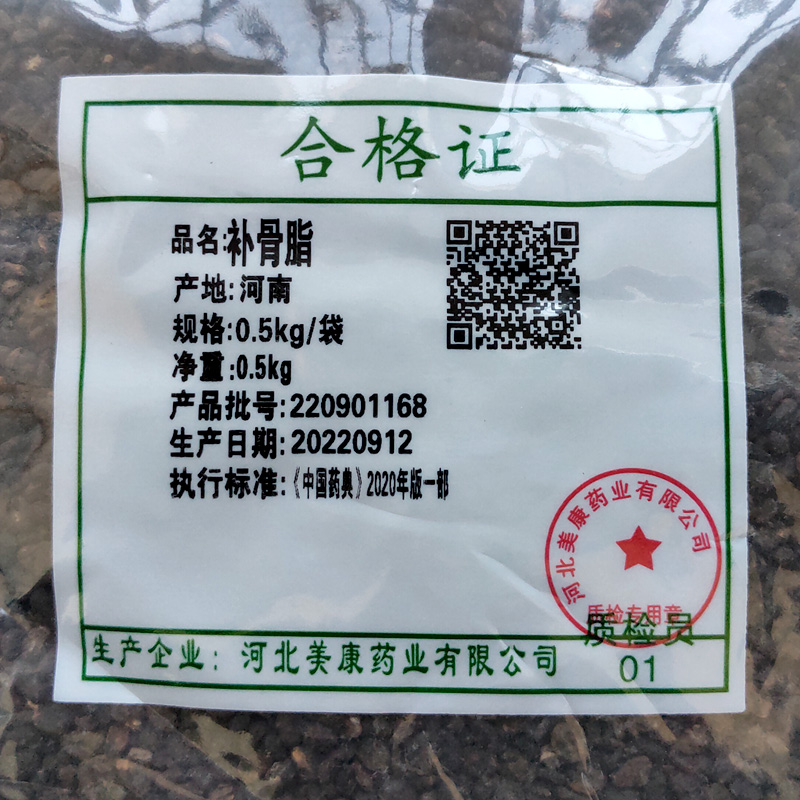 合格证
品名:补骨脂
产地:河南
规格:0.5kg/袋
净重:0.5kg
产品批号:220901168
生产日期:20220912
执行标准:《中国药典》2020年版一部
河北美康药业有限公司
质检专用章
质检员
01
生产企业: 河北美康药业有限公司